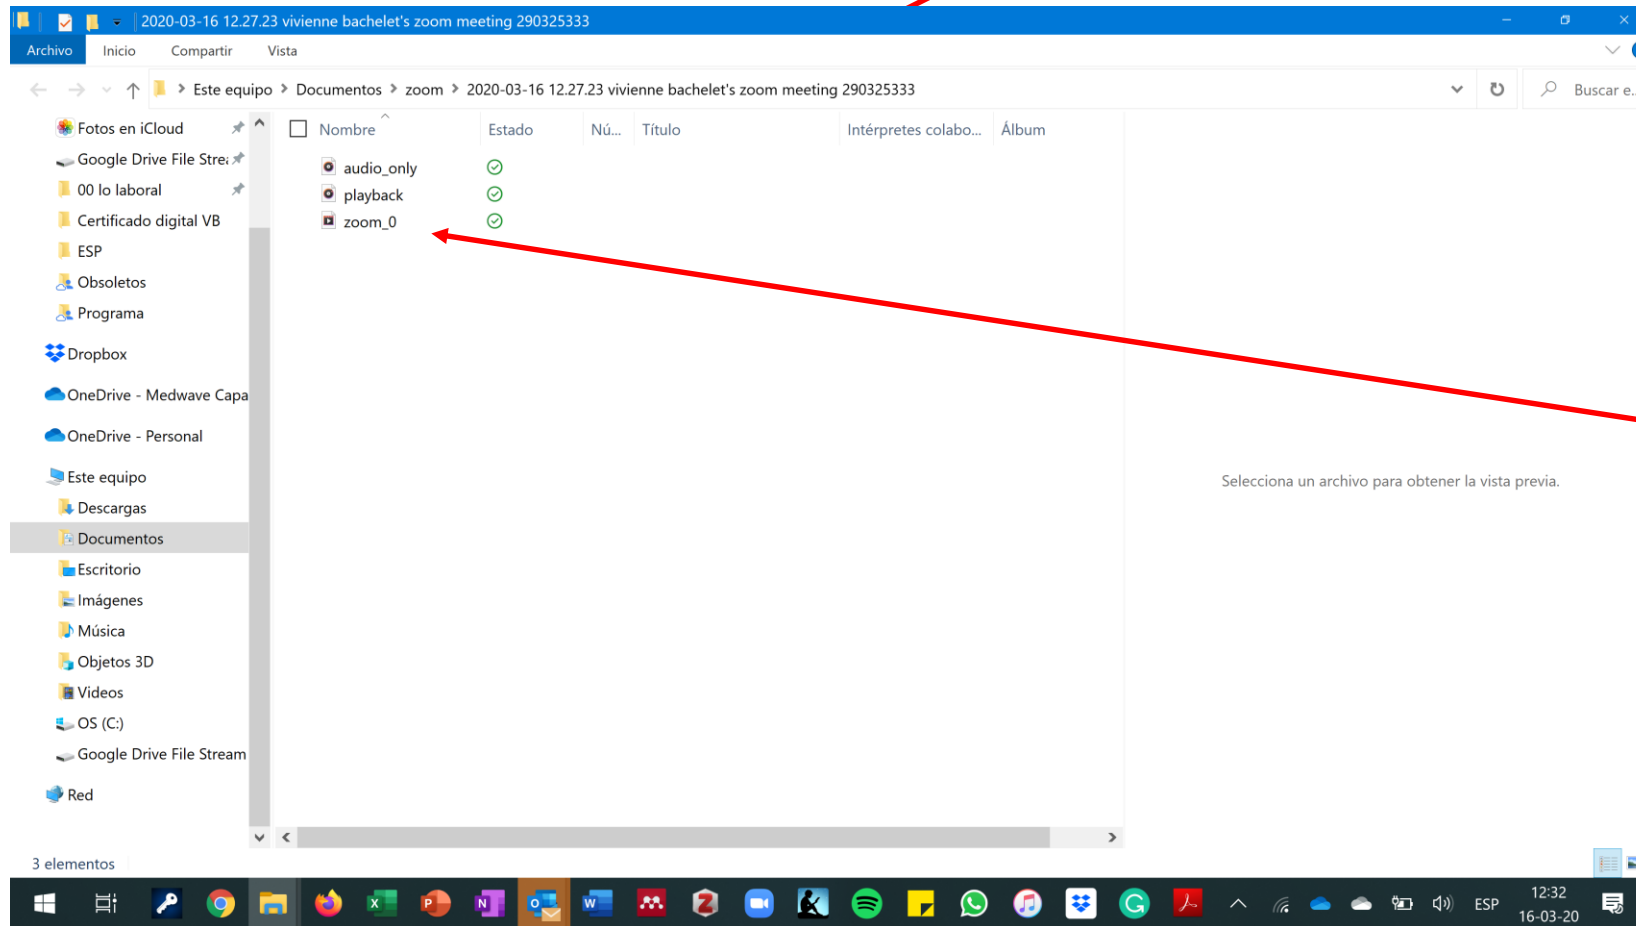 2020-03-16 12.27.23 vivienne bachelet's zoom meeting 290325333
Archivo Inicio Compartir Vista
Este equipo > Documentos > zoom > 2020-03-16 12.27.23 vivienne bachelet's zoom meeting 290325333
Buscar e...
Nombre Estado Nú... Título Intérpretes colabo... Álbum
audio_only
playback
zoom_0
Fotos en iCloud
Google Drive File Strea
00 lo laboral
Certificado digital VB
ESP
Obsoletos
Programa
Dropbox
OneDrive - Medwave Capa
OneDrive - Personal
Este equipo
Descargas
Documentos
Escritorio
Imágenes
Música
Objetos 3D
Videos
OS (C:)
Google Drive File Stream
Red
Selecciona un archivo para obtener la vista previa.
3 elementos
ESP
12:32
16-03-20